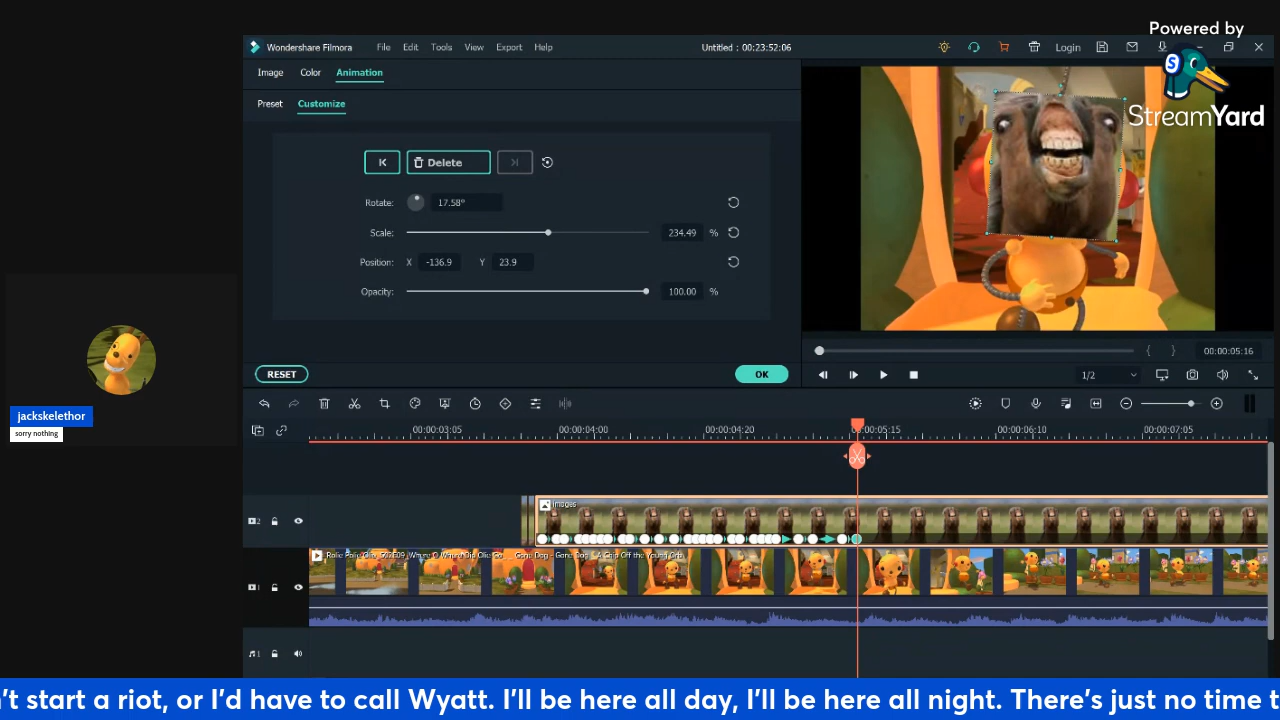 Powered by
StreamYard
Wondershare Filmora
File Edit Tools View Export Help
Untitled : 00:23:52:06
Login
Image Color Animation
Preset Customize
Delete
Rotate: 17.58°
Scale: 234.49 %
Position: X -136.9 Y 23.9
Opacity: 100.00 %
RESET
OK
00:00:05:16
1/2
jackskelethor
sorry nothing
00:00:03:05 00:00:04:00 00:00:04:20 00:00:05:15 00:00:06:10 00:00:07:05
images
2
1
1
't start a riot, or I'd have to call Wyatt. I'll be here all day, I'll be here all night. There's just no time t